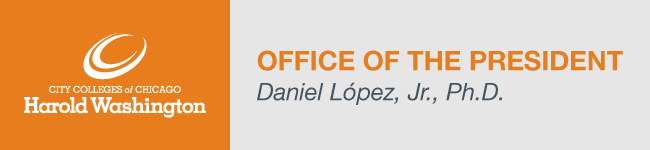 CITY COLLEGES of CHICAGO
Harold Washington
OFFICE OF THE PRESIDENT
Daniel López, Jr., Ph.D.